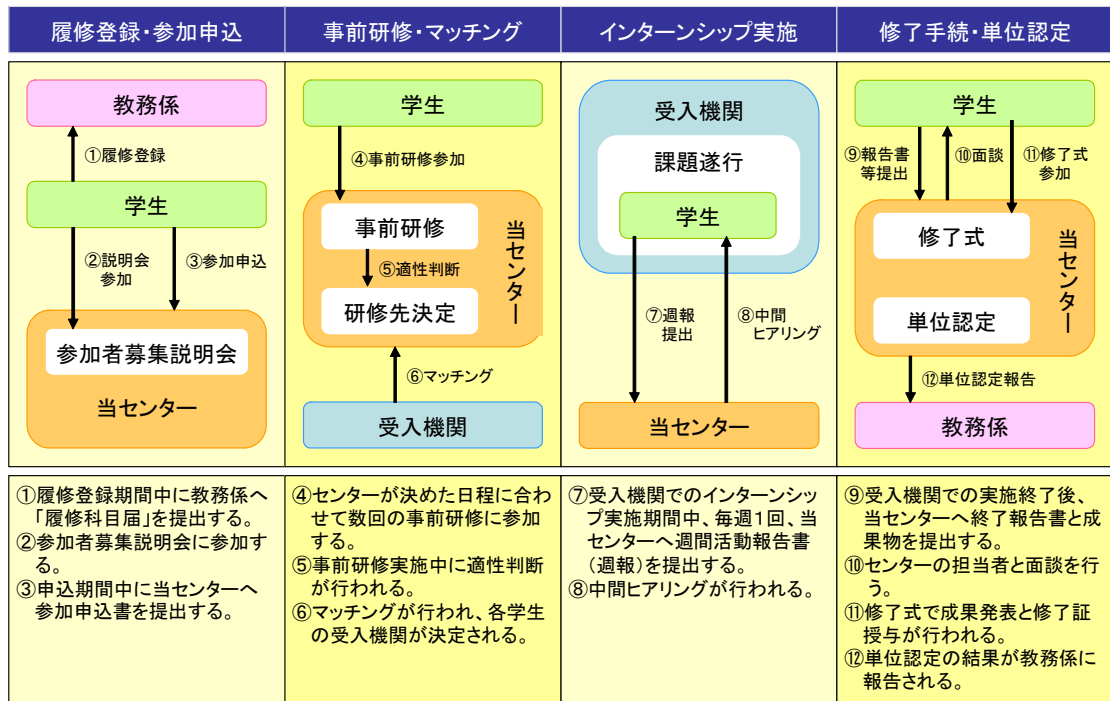 履修登録・参加申込
事前研修・マッチング
インターンシップ実施
修了手続・単位認定
教務係
①履修登録
学生
②説明会
参加
③参加申込
参加者募集説明会
当センター
学生
④事前研修参加
事前研修
⑤適性判断
研修先決定
当センター
⑥マッチング
受入機関
受入機関
課題遂行
学生
⑦週報
提出
⑧中間
ヒアリング
当センター
学生
⑨報告書
等提出
⑩面談
⑪修了式
参加
修了式
単位認定
当センター
⑫単位認定報告
教務係
①履修登録期間中に教務係へ
「履修科目届」を提出する。
②参加者募集説明会に参加す
る。
③申込期間中に当センターへ
参加申込書を提出する。
④センターが決めた日程に合わ
せて数回の事前研修に参加
する。
⑤事前研修実施中に適性判断
が行われる。
⑥マッチングが行われ、各学生
の受入機関が決定される。
⑦受入機関でのインターンシッ
プ実施期間中、毎週1回、当
センターへ週間活動報告書
(週報)を提出する。
⑧中間ヒアリングが行われる。
⑨受入機関での実施終了後、
当センターへ終了報告書と成
果物を提出する。
⑩センターの担当者と面談を行
う。
⑪修了式で成果発表と修了証
授与が行われる。
⑫単位認定の結果が教務係に
報告される。